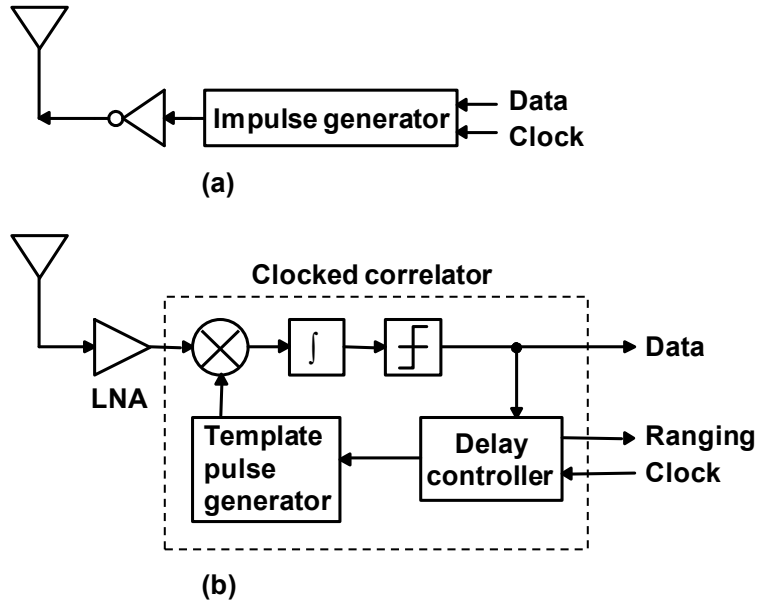 Impulse generator
Data
Clock
(a)
Clocked correlator
LNA
∫
Data
Template
pulse
generator
Delay
controller
Ranging
Clock
(b)